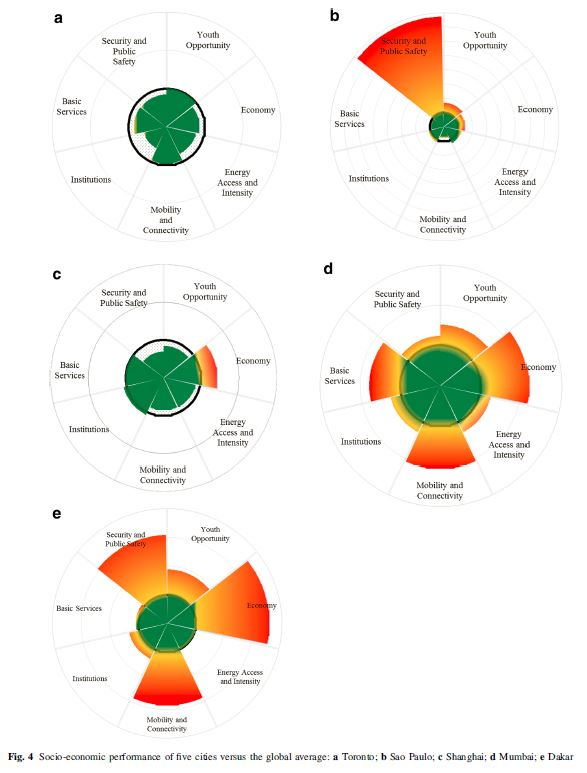 a
Youth
Opportunity
Security and
Public
Safety
Basic
Services
Economy
Institutions
Energy
Access and
Intensity
Mobility
and
Connectivity
b
Security and
Public Safety
Youth
Opportunity
Basic
Services
Economy
Institutions
Energy
Access and
Intensity
Mobility and
Connectivity
c
Security and
Public Safety
Youth
Opportunity
Basic
Services
Economy
Institutions
Energy
Access and
Intensity
Mobility and
Connectivity
d
Security and
Public Safety
Youth
Opportunity
Basic
Services
Economy
Institutions
Energy
Access and
Intensity
Mobility and
Connectivity
e
Security and
Public Safety
Youth
Opportunity
Basic Services
Economy
Institutions
Energy Access
and Intensity
Mobility and
Connectivity
Fig. 4 Socio-economic performance of five cities versus the global average: a Toronto; b Sao Paulo; c Shanghai; d Mumbai; e Dakar